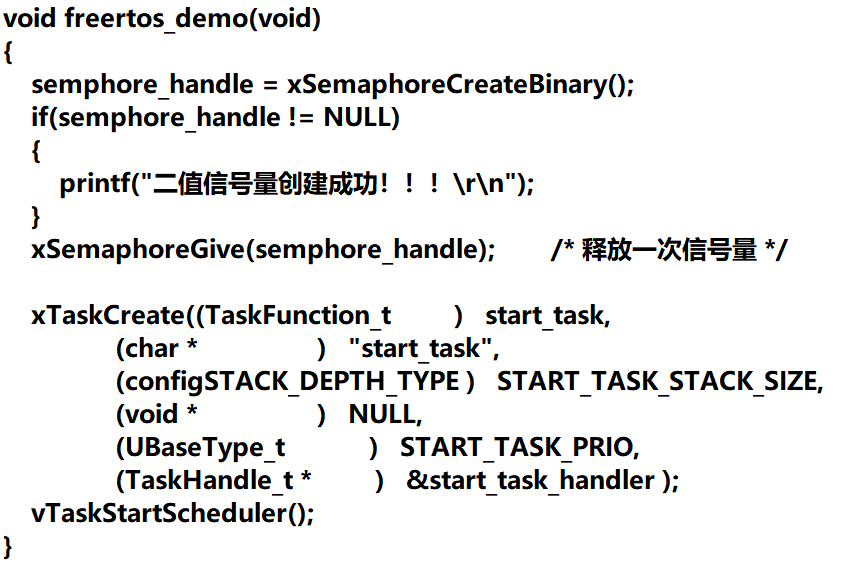 void freertos_demo(void)
{
    semphore_handle = xSemaphoreCreateBinary();
    if(semphore_handle != NULL)
    {
        printf("二值信号量创建成功！！！\r\n");
    }
    xSemaphoreGive(semphore_handle);        /* 释放一次信号量 */

    xTaskCreate((TaskFunction_t         )   start_task,
                (char *                 )   "start_task",
                (configSTACK_DEPTH_TYPE )   START_TASK_STACK_SIZE,
                (void *                 )   NULL,
                (UBaseType_t            )   START_TASK_PRIO,
                (TaskHandle_t *         )   &start_task_handler );
    vTaskStartScheduler();
}